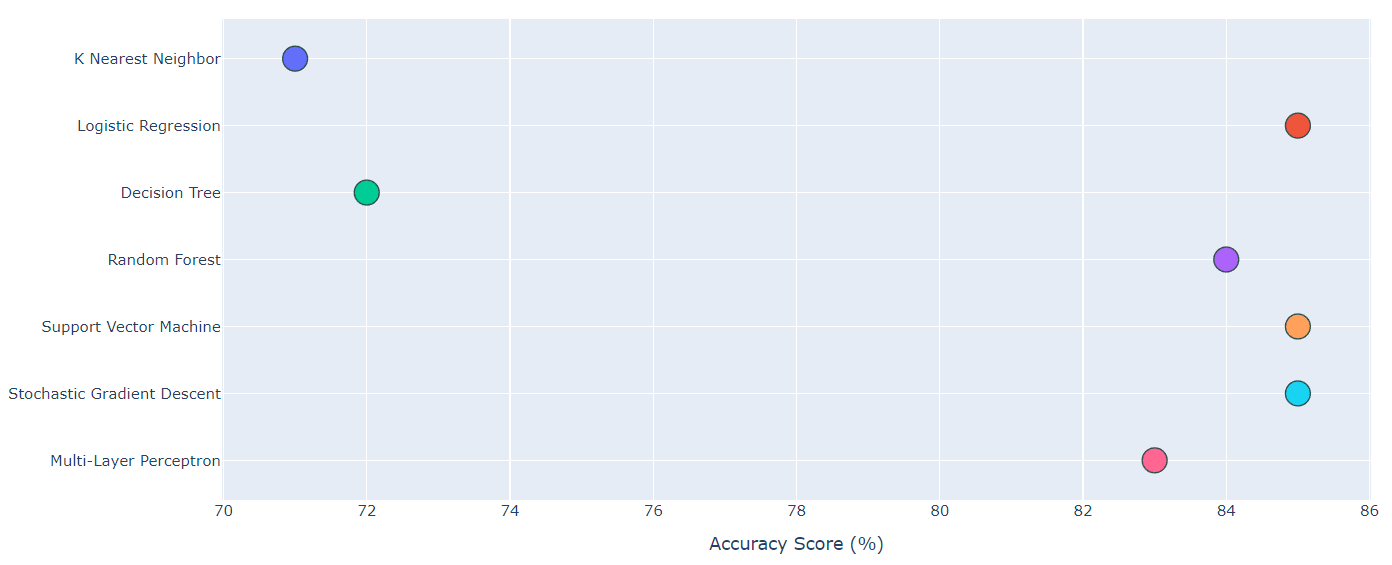 K Nearest Neighbor
Logistic Regression
Decision Tree
Random Forest
Support Vector Machine
Stochastic Gradient Descent
Multi-Layer Perceptron
70 72 74 76 78 80 82 84 86
Accuracy Score (%)